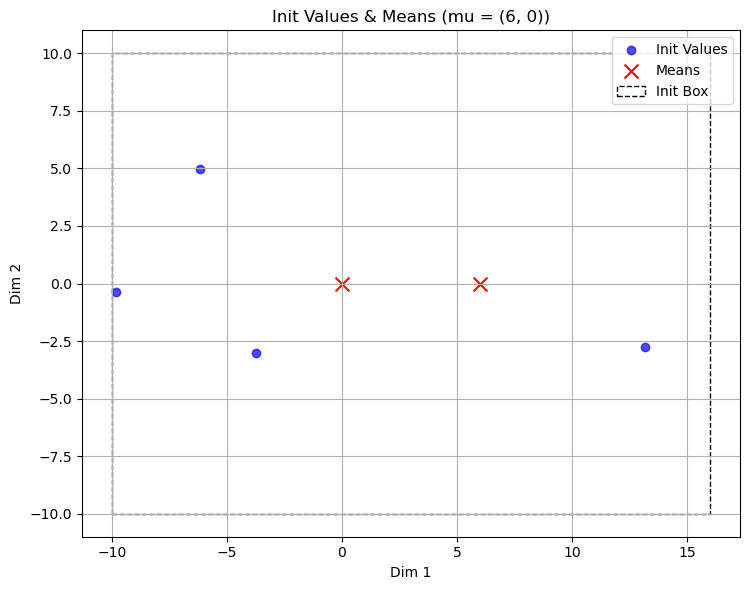 Init Values & Means (mu = (6, 0))
Init Values
Means
Init Box
Dim 2
10.0
7.5
5.0
2.5
0.0
−2.5
−5.0
−7.5
−10.0
−10
−5
0
5
10
15
Dim 1